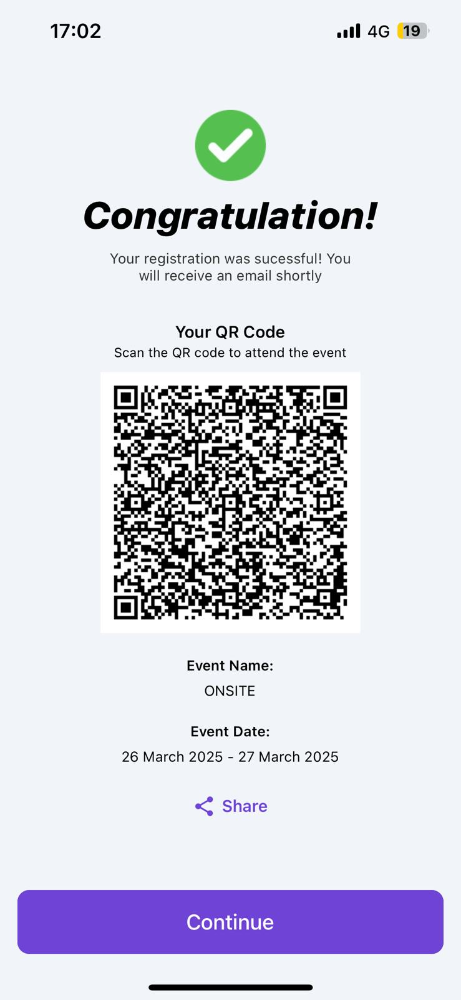 17:02
4G 19
Congratulation!
Your registration was sucessful! You
will receive an email shortly
Your QR Code
Scan the QR code to attend the event
Event Name:
ONSITE
Event Date:
26 March 2025 - 27 March 2025
Share
Continue